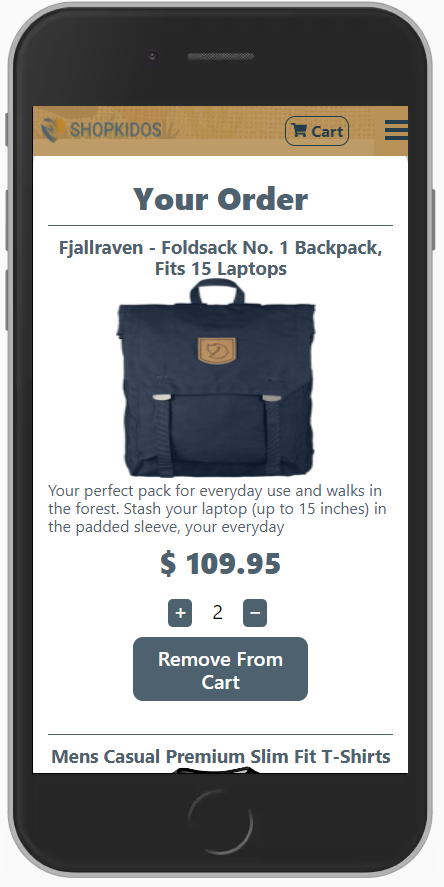 SHOPKIDOS
Cart
Your Order
Fjallraven - Foldsack No. 1 Backpack,
Fits 15 Laptops
Your perfect pack for everyday use and walks in
the forest. Stash your laptop (up to 15 inches) in
the padded sleeve, your everyday
$ 109.95
+ 2 −
Remove From
Cart
Mens Casual Premium Slim Fit T-Shirts